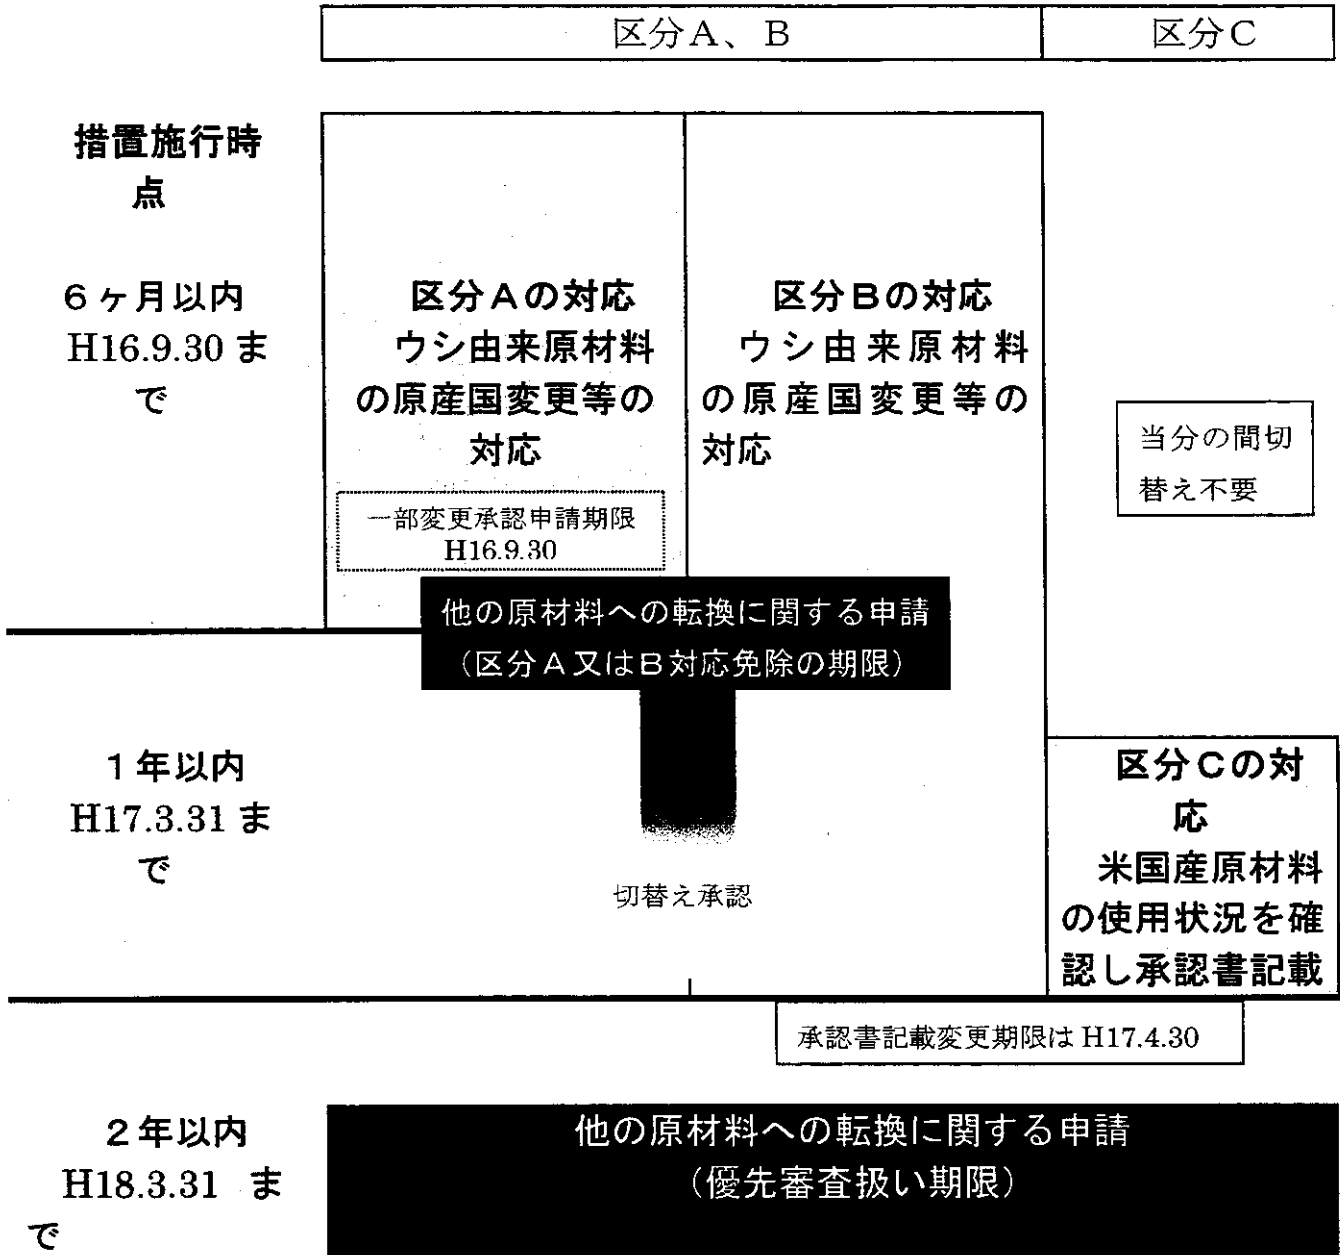 区分A、B
区分C
措置施行時
点
6ヶ月以内
H16.9.30 ま
で
区分Aの対応
ウシ由来原材料
の原産国変更等の
対応
一部変更承認申請期限
H16.9.30
区分Bの対応
ウシ由来原材料
の原産国変更等の
対応
当分の間切
替え不要
他の原材料への転換に関する申請
（区分A又はB対応免除の期限）
1年以内
H17.3.31 ま
で
切替え承認
区分Cの対
応
米国産原材料
の使用状況を確
認し承認書記載
承認書記載変更期限は H17.4.30
2年以内
H18.3.31 ま
で
他の原材料への転換に関する申請
（優先審査扱い期限）